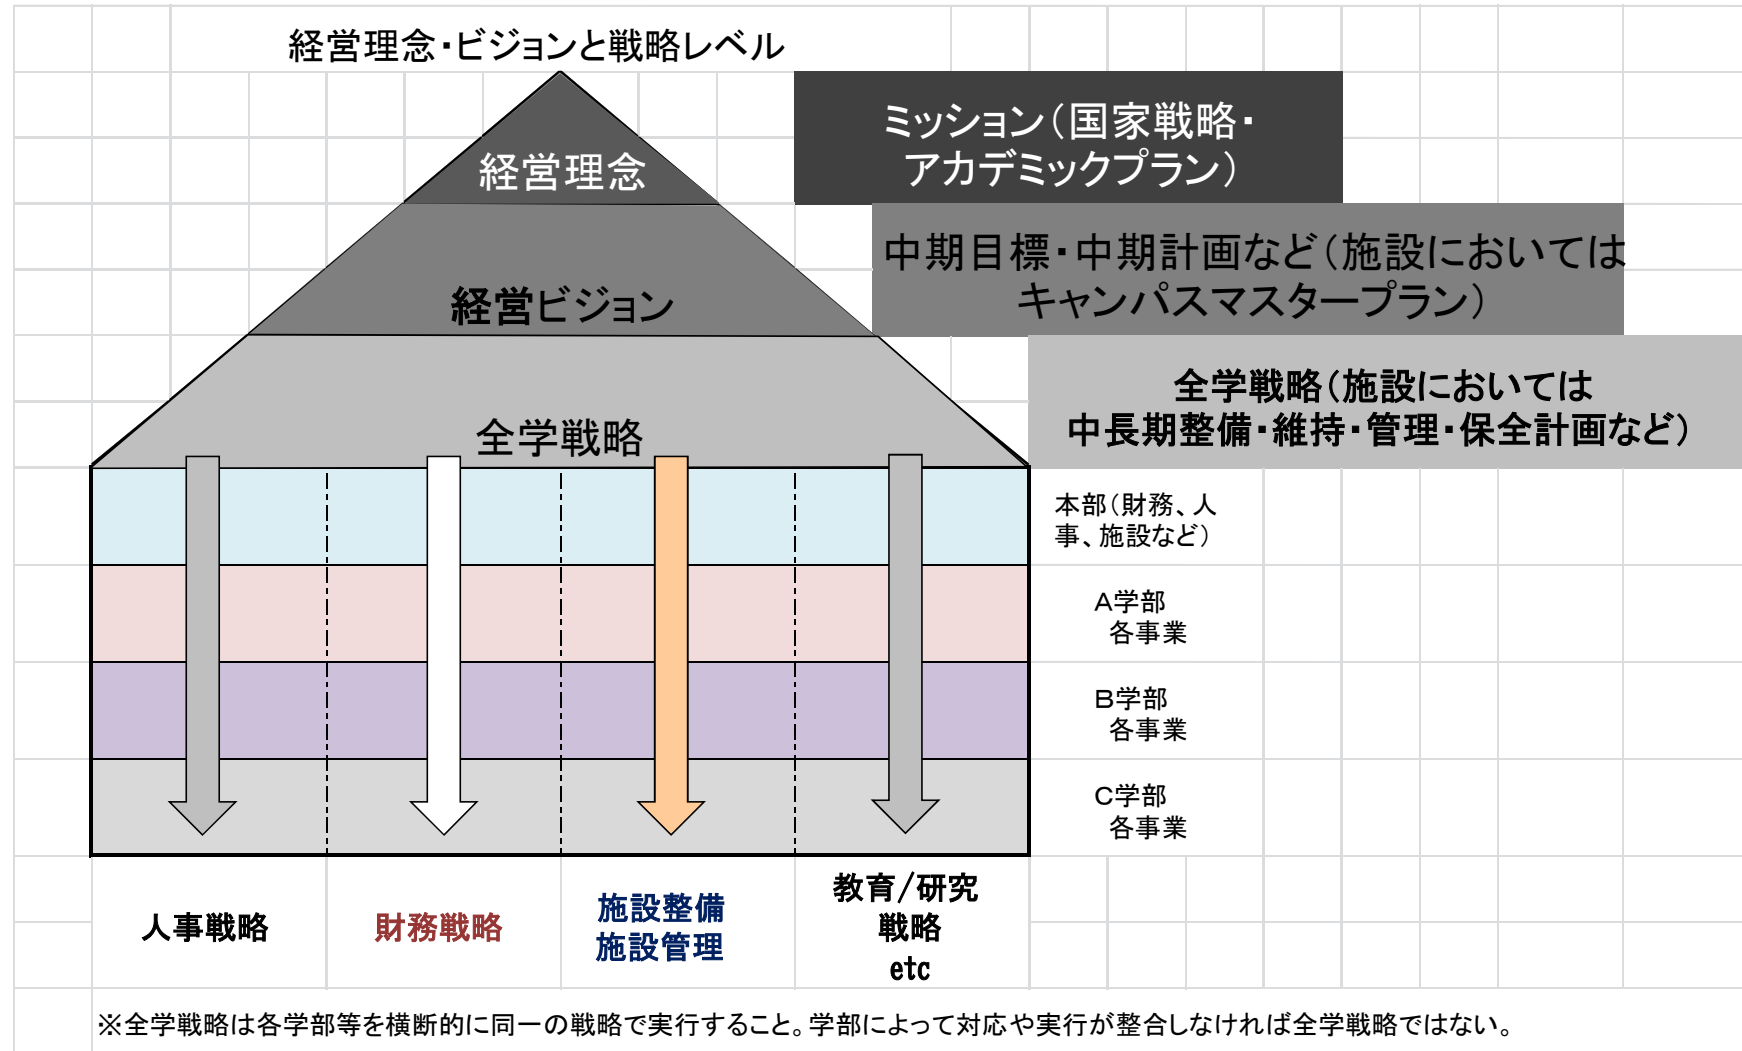 経営理念・ビジョンと戦略レベル
経営理念
ミッション（国家戦略・
アカデミックプラン）
経営ビジョン
中期目標・中期計画など（施設においては
キャンパスマスタープラン）
全学戦略
全学戦略（施設においては
中長期整備・維持・管理・保全計画など）
本部（財務、人
事、施設など）
A学部
各事業
B学部
各事業
C学部
各事業
人事戦略
財務戦略
施設整備
施設管理
教育/研究
戦略
etc
※全学戦略は各学部等を横断的に同一の戦略で実行すること。学部によって対応や実行が整合しなければ全学戦略ではない。